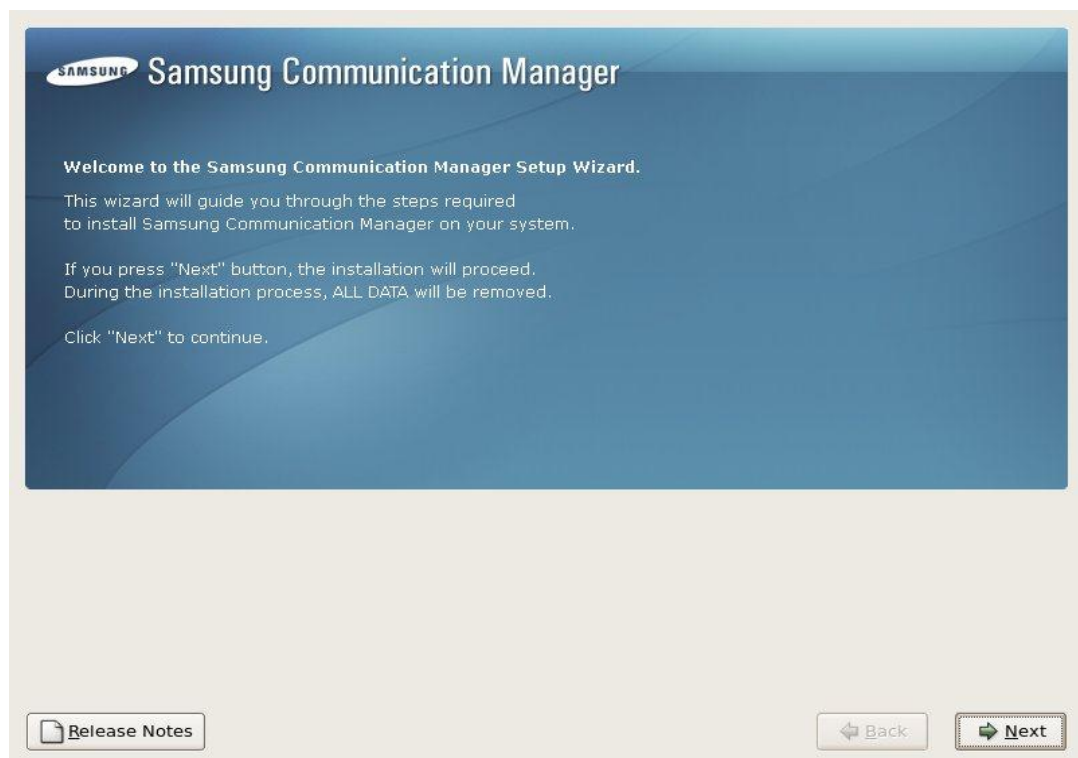 SAMSUNG Samsung Communication Manager
Welcome to the Samsung Communication Manager Setup Wizard.
This wizard will guide you through the steps required
to install Samsung Communication Manager on your system.
If you press "Next" button, the installation will proceed.
During the installation process, ALL DATA will be removed.
Click "Next" to continue.
Release Notes
Back
Next